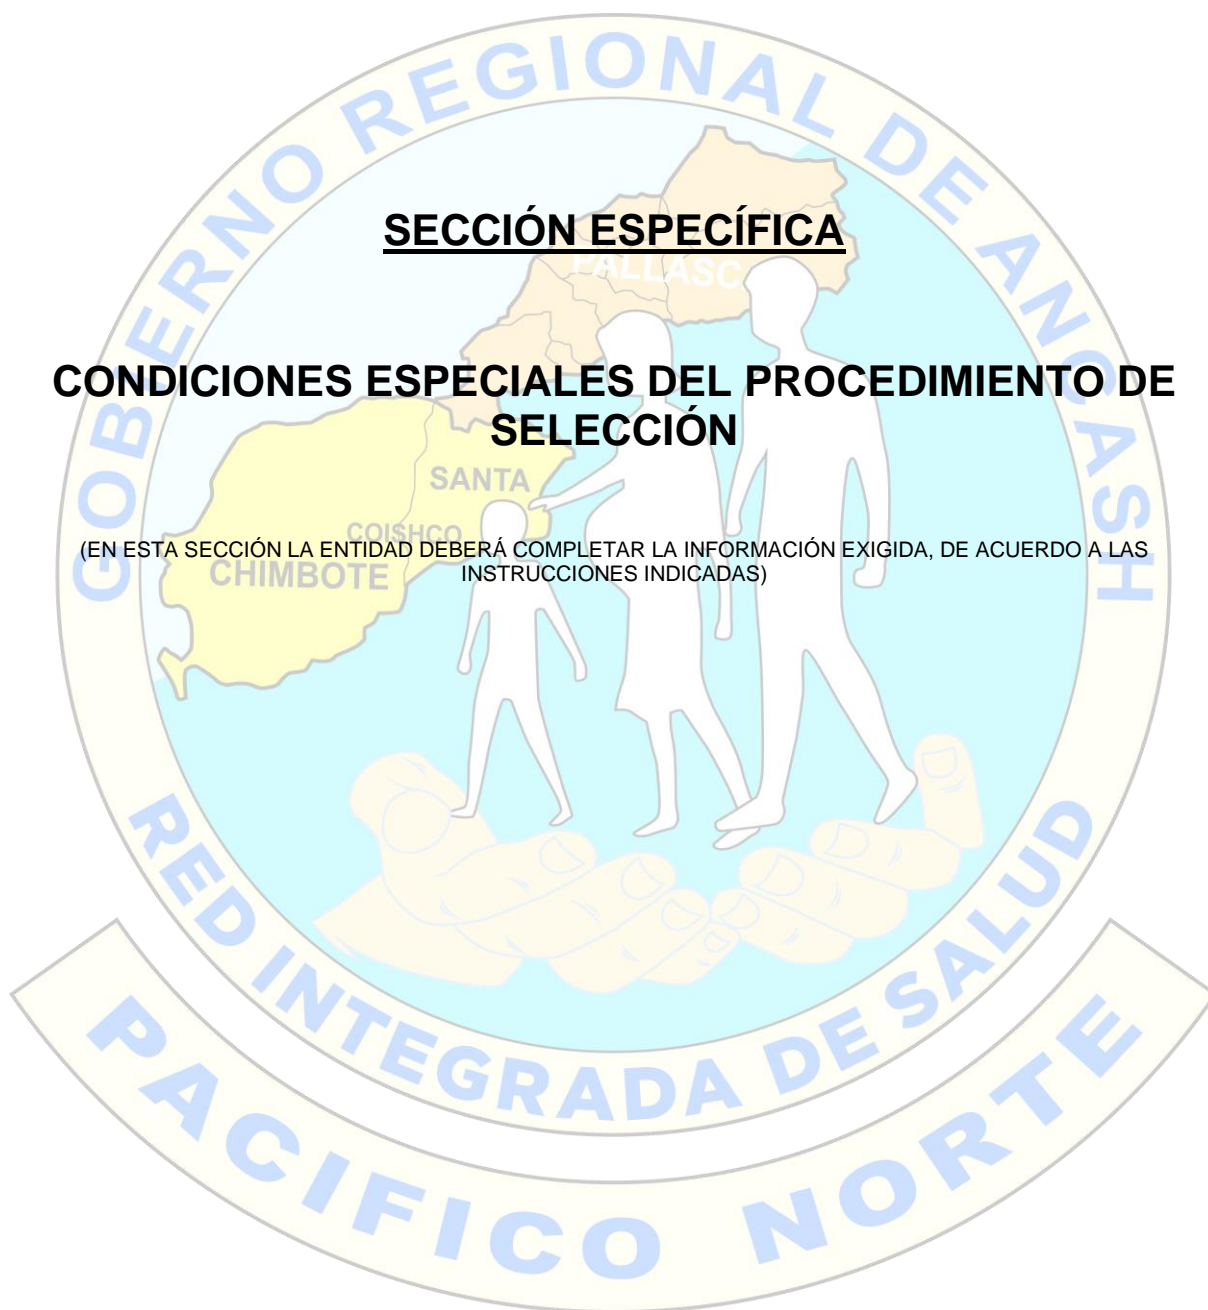 GOBIERNO REGIONAL DE ANCASH
SECCIÓN ESPECÍFICA
PALLASC
CONDICIONES ESPECIALES DEL PROCEDIMIENTO DE
SELECCIÓN
SANTA
COISHCO
(EN ESTA SECCIÓN LA ENTIDAD DEBERÁ COMPLETAR LA INFORMACIÓN EXIGIDA, DE ACUERDO A LAS
CHIMBOTE
INSTRUCCIONES INDICADAS)
RED INTEGRADA DE SALUD
PACIFICO NORTE